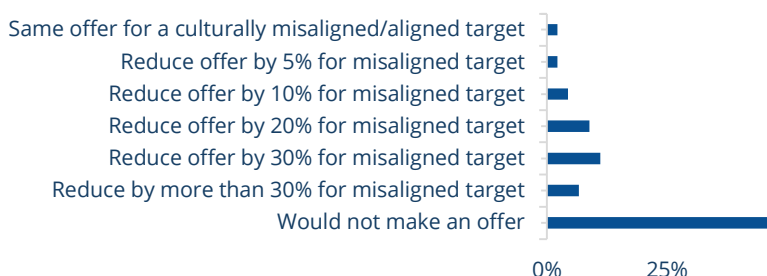 Same offer for a culturally misaligned/aligned target
Reduce offer by 5% for misaligned target
Reduce offer by 10% for misaligned target
Reduce offer by 20% for misaligned target
Reduce offer by 30% for misaligned target
Reduce by more than 30% for misaligned target
Would not make an offer
0% 25%